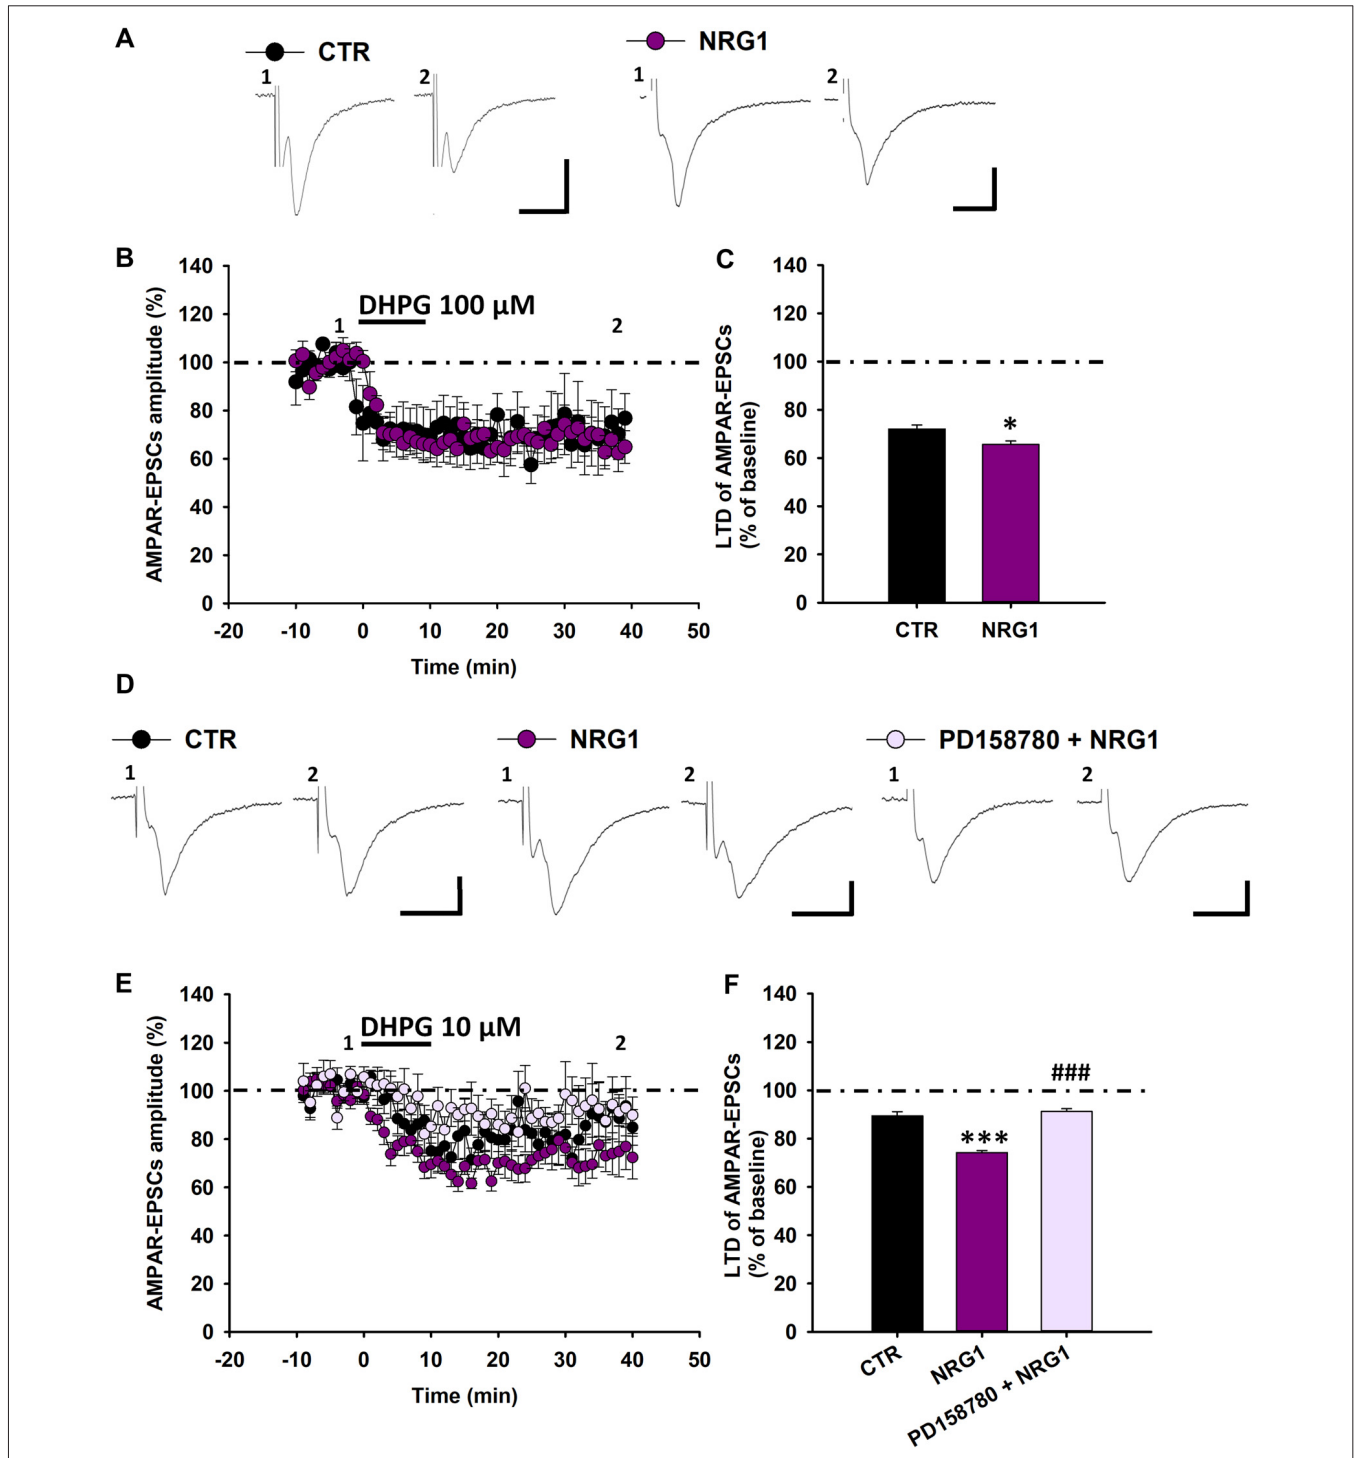 A
CTR
NRG1
1
2
1
2
B
AMPAR-EPSCs amplitude (%)
140
120
100
80
60
40
20
0
1
DHPG 100 µM
2
-20
-10
0
10
20
30
40
50
Time (min)
C
LTD of AMPAR-EPSCs
(% of baseline)
140
120
100
80
60
40
20
0
*
CTR
NRG1
D
CTR
NRG1
PD158780 + NRG1
1
2
1
2
1
2
E
AMPAR-EPSCs amplitude (%)
140
120
100
80
60
40
20
0
1
DHPG 10 µM
2
-20
-10
0
10
20
30
40
50
Time (min)
F
LTD of AMPAR-EPSCs
(% of baseline)
140
120
100
80
60
40
20
0
***
###
CTR
NRG1
PD158780 + NRG1